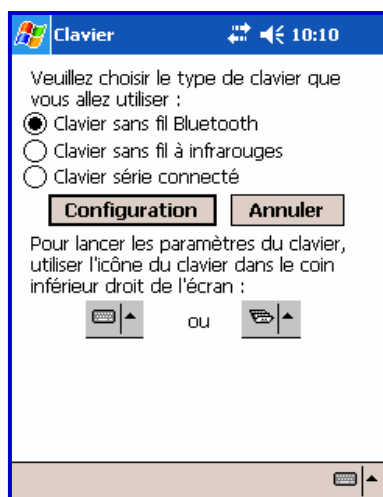 Clavier 10:10
Veuillez choisir le type de clavier que
vous allez utiliser :
Clavier sans fil Bluetooth
Clavier sans fil à infrarouges
Clavier série connecté
Configuration Annuler
Pour lancer les paramètres du clavier,
utiliser l'icône du clavier dans le coin
inférieur droit de l'écran :
ou